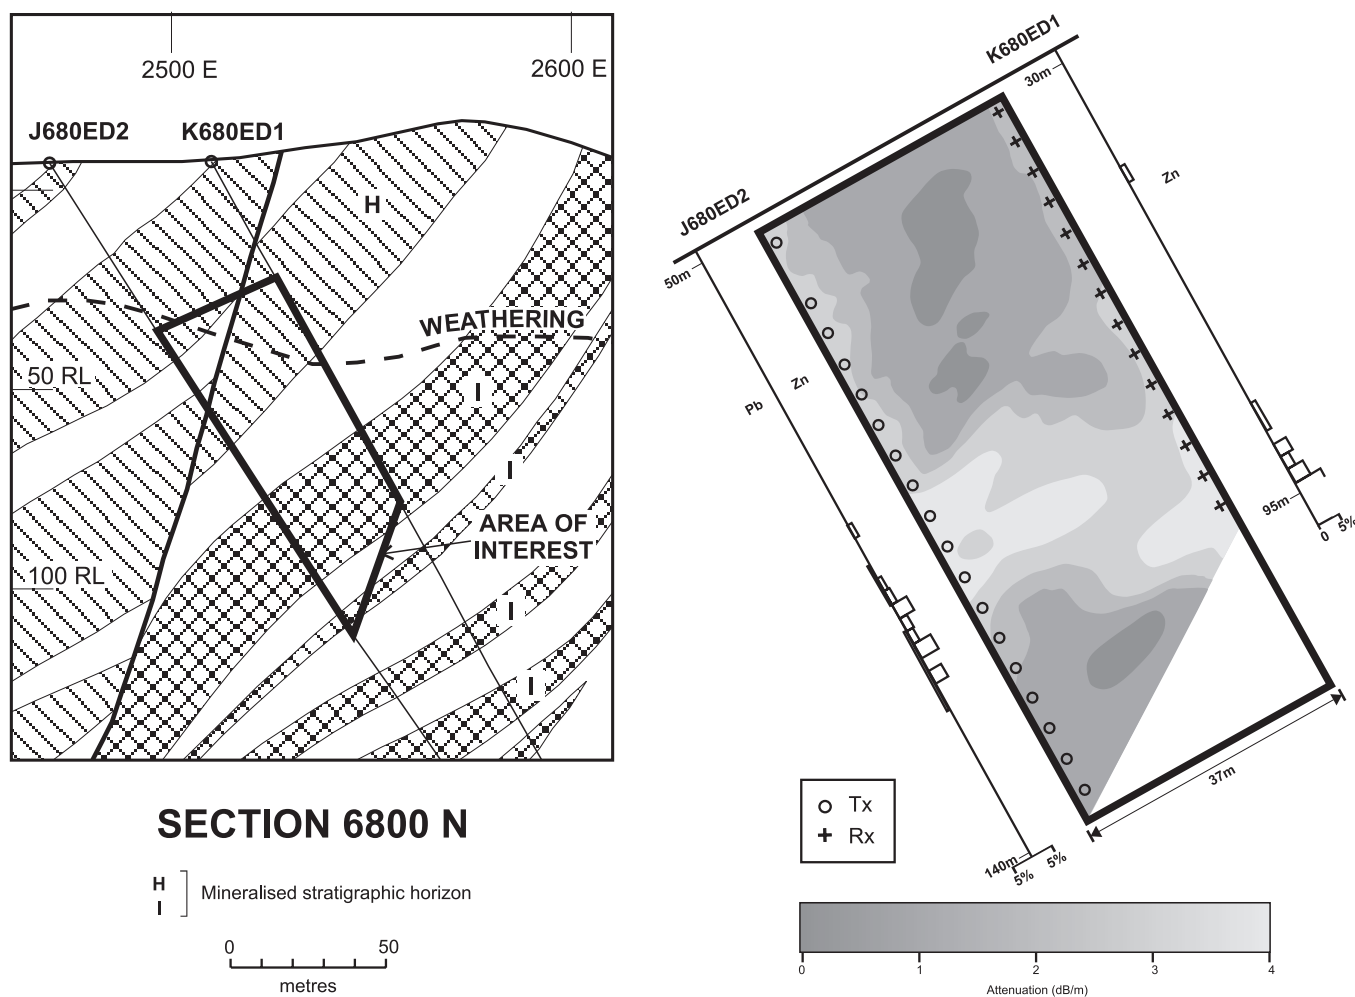 2500 E
2600 E
J680ED2
K680ED1
H
WEATHERING
50 RL
I
I
AREA OF
INTEREST
100 RL
I
I
SECTION 6800 N
H
I
Mineralised stratigraphic horizon
0
50
metres
K680ED1
30m
Zn
J680ED2
50m
Zn
Pb
95m
0
5%
37m
140m
5%
5%
Tx
Rx
0
1
2
3
4
Attenuation (dB/m)